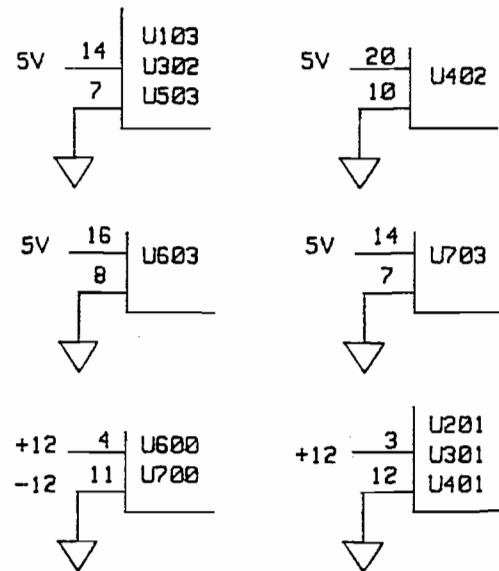 14 U103
5V U302
7 U503
20
5V U402
10
16
5V U603
8
14
5V U703
7
+12 4 U600
-12 11 U700
U201
+12 3 U301
12 U401